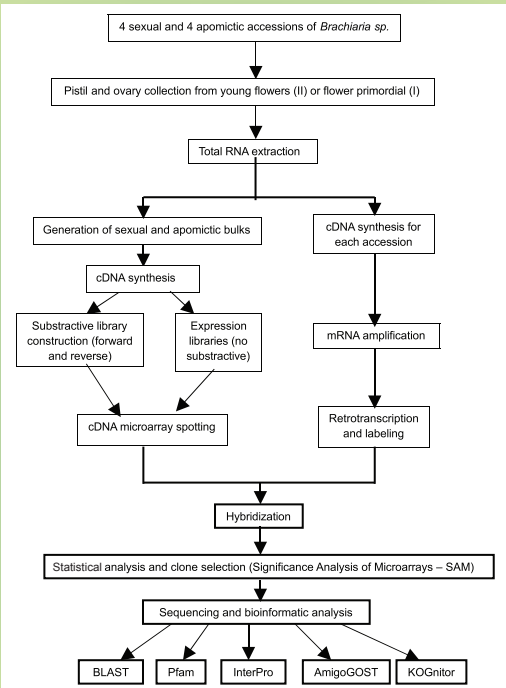 4 sexual and 4 apomictic accessions of Brachiaria sp.
Pistil and ovary collection from young flowers (II) or flower primordial (I)
Total RNA extraction
Generation of sexual and apomictic bulks
cDNA synthesis for
each accession
cDNA synthesis
Substractive library
construction (forward
and reverse)
Expression
libraries (no
substractive)
mRNA amplification
cDNA microarray spotting
Retrotranscription
and labeling
Hybridization
Statistical analysis and clone selection (Significance Analysis of Microarrays – SAM)
Sequencing and bioinformatic analysis
BLAST
Pfam
InterPro
AmigoGOST
KOGnitor